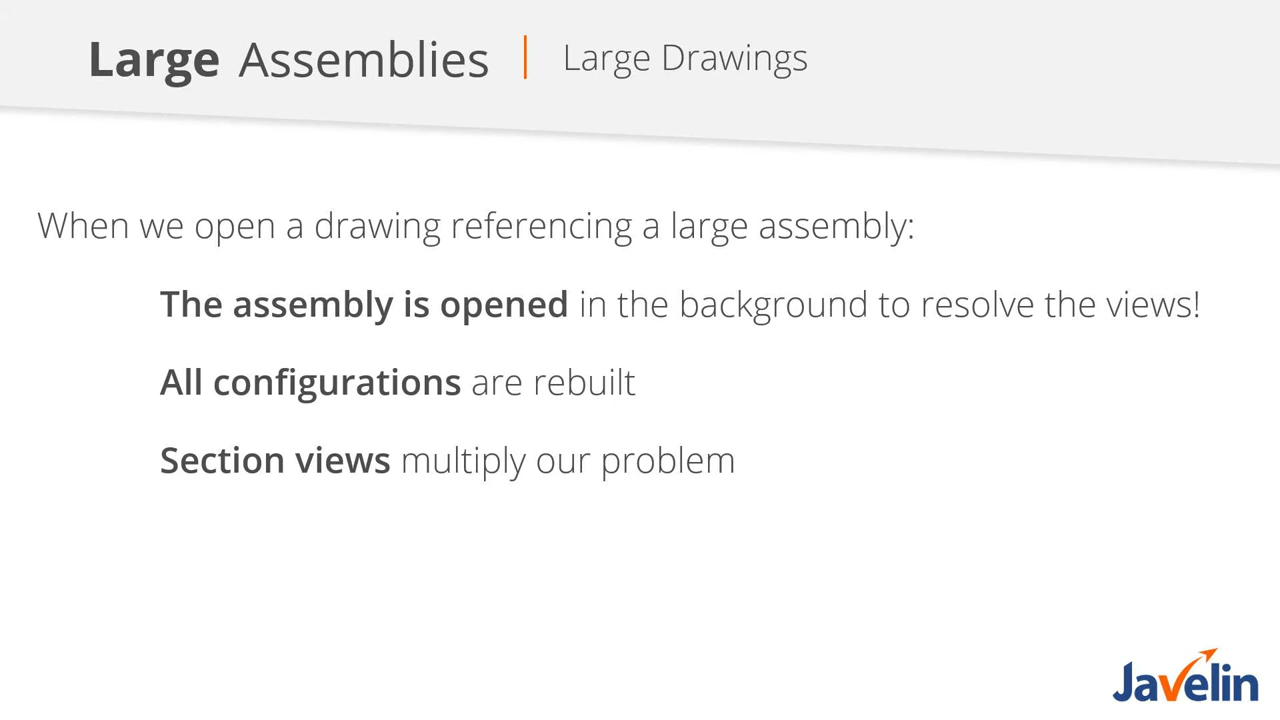 Large Assemblies | Large Drawings
When we open a drawing referencing a large assembly:
The assembly is opened in the background to resolve the views!
All configurations are rebuilt
Section views multiply our problem
Javelin